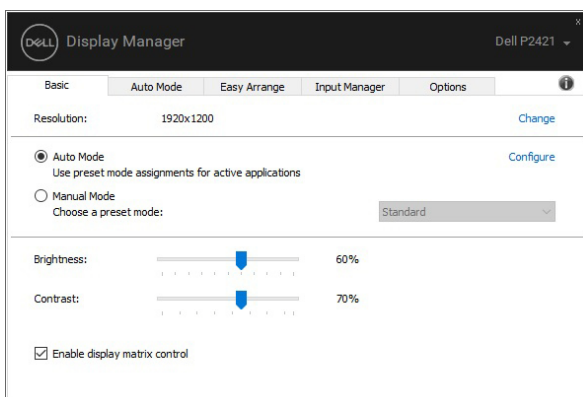 DELL Display Manager Dell P2421
Basic Auto Mode Easy Arrange Input Manager Options
Resolution: 1920x1200 Change
Auto Mode Configure
Use preset mode assignments for active applications
Manual Mode
Choose a preset mode: Standard
Brightness: 60%
Contrast: 70%
Enable display matrix control